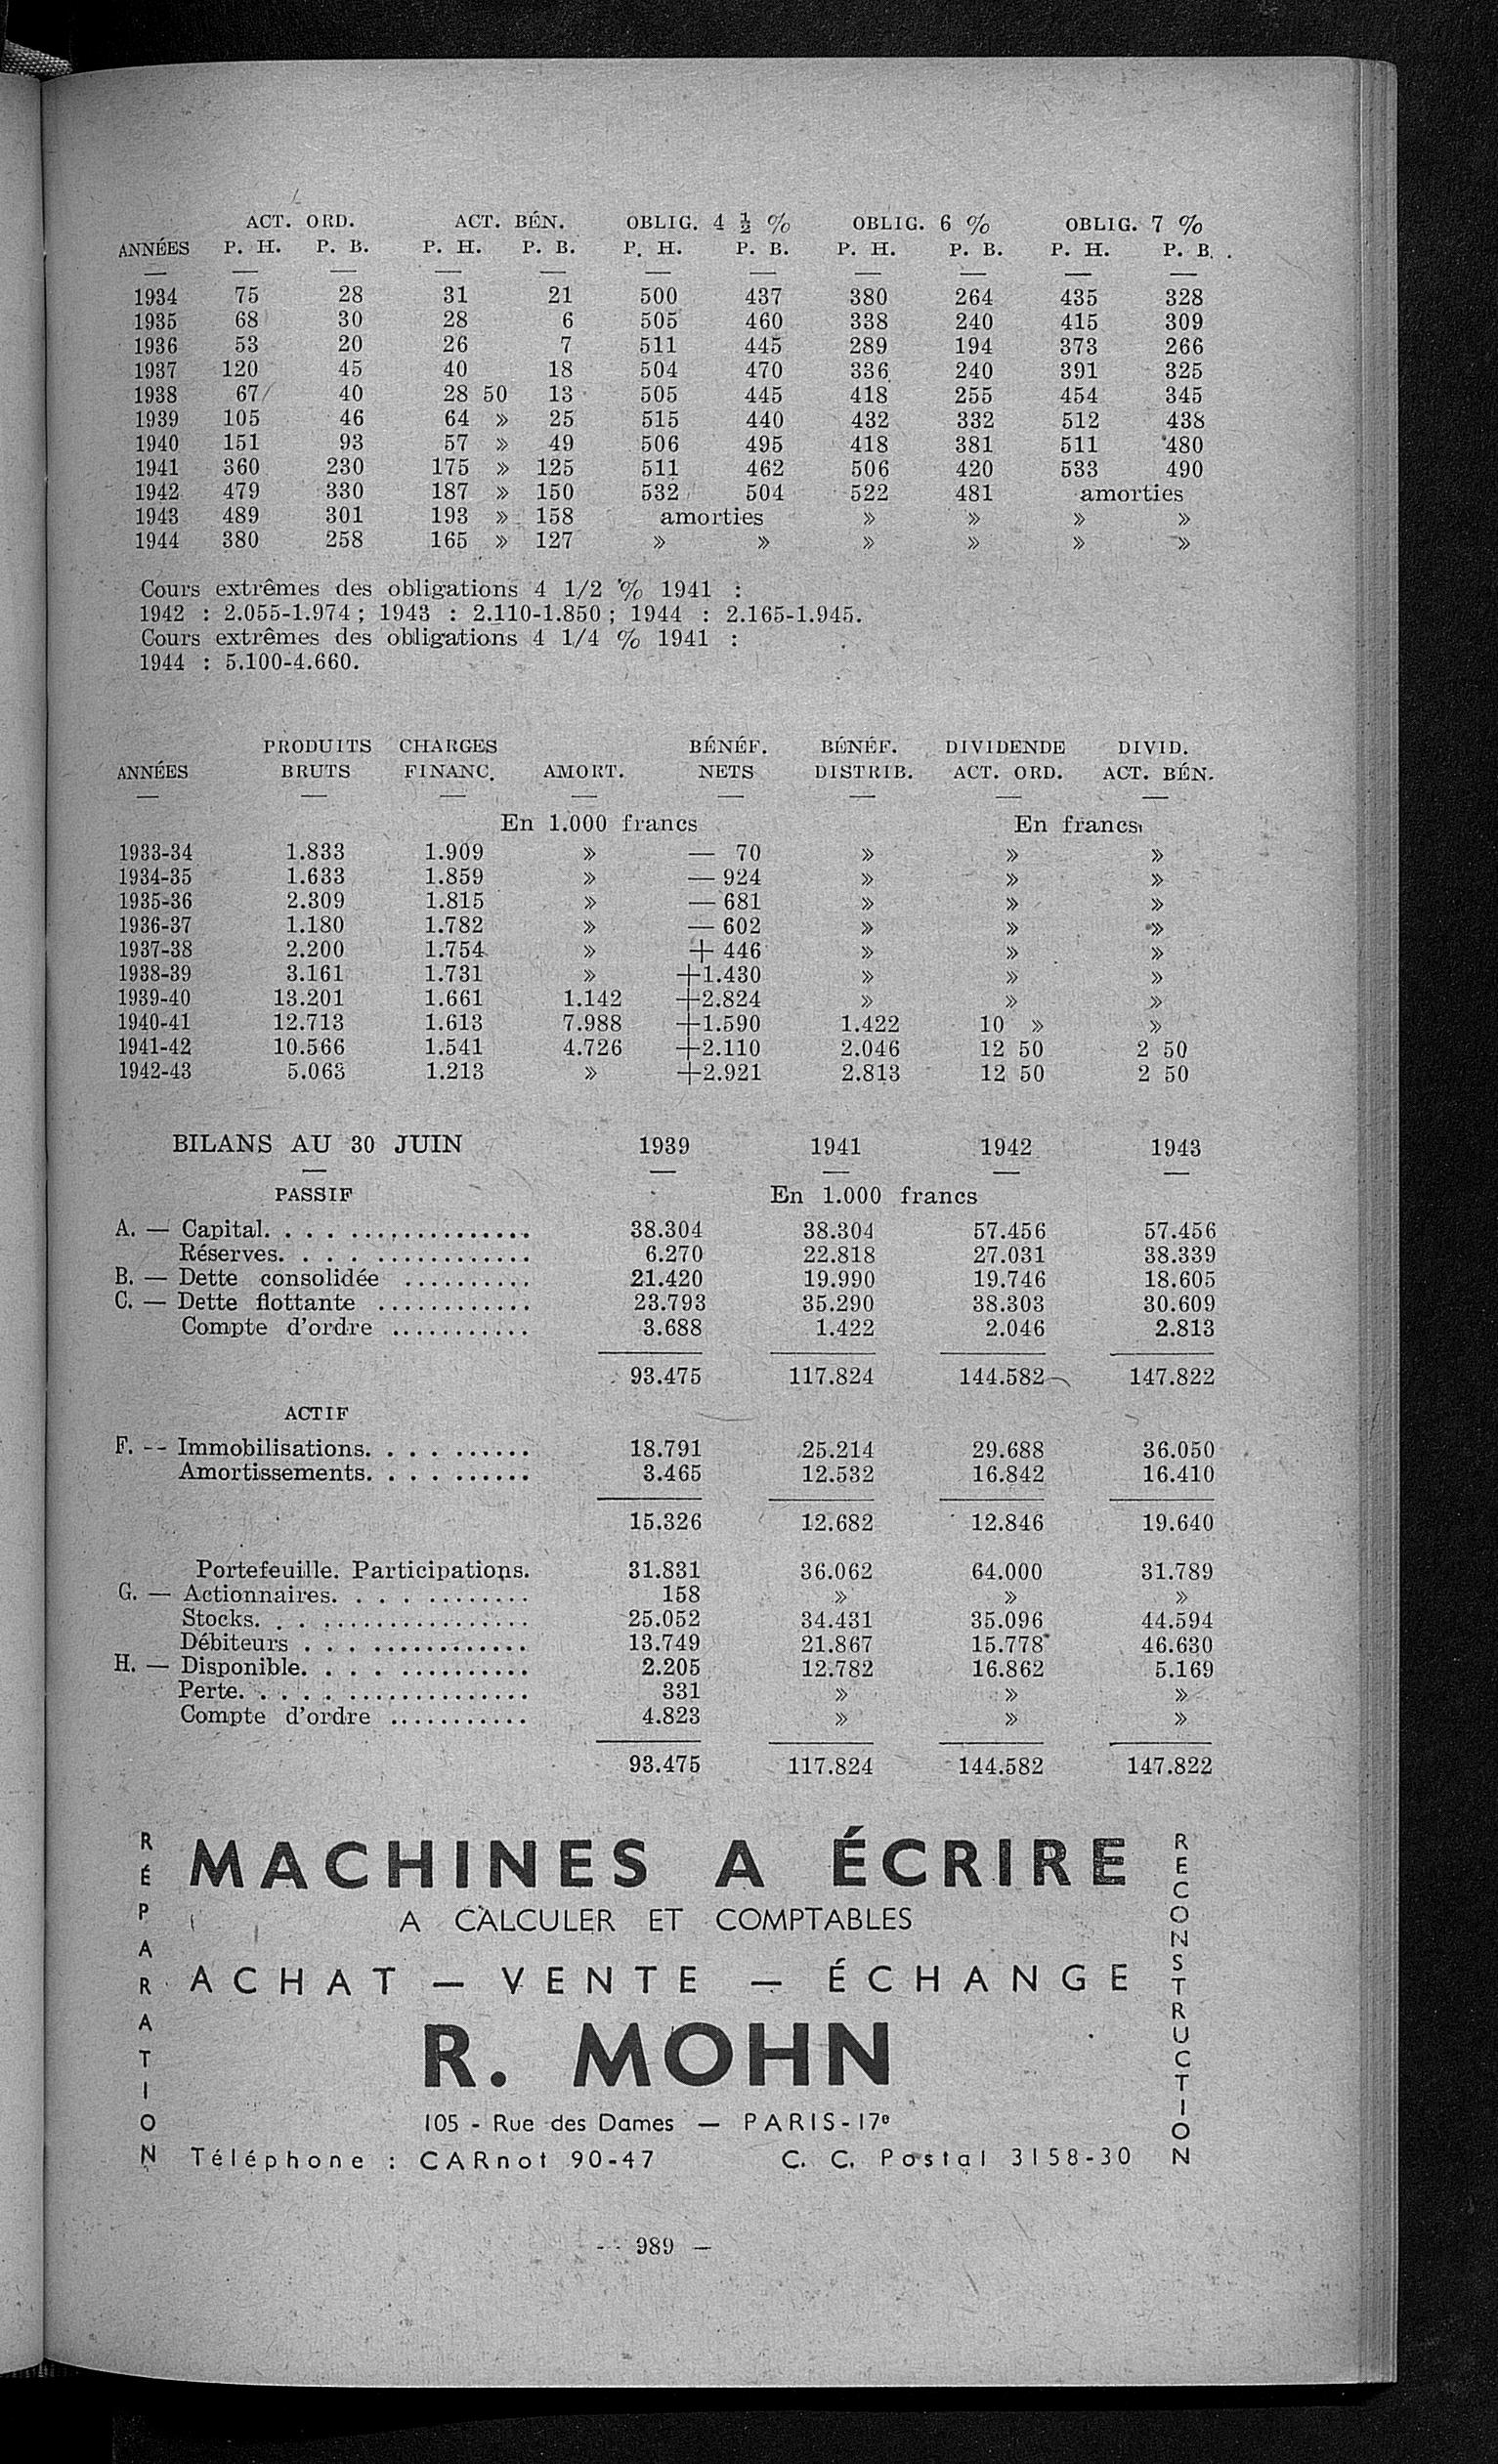 ACT. ORD. ACT. BÉN. OBLIG. 4 ½ % OBLIG. 6 % OBLIG. 7 %
ANNÉES P. H. P. B. P. H. P. B. P. H. P. B. P. H. P. B. P. H. P. B.
1934 75 28 31 21 500 437 380 264 435 328
1935 68 30 28 6 505 460 338 240 415 309
1936 53 20 26 7 511 445 289 194 373 266
1937 120 45 40 18 504 470 336 240 391 325
1938 67 40 28 50 13 505 445 418 255 454 345
1939 105 46 64 » 25 515 440 432 332 512 438
1940 151 93 57 » 49 506 495 418 381 511 480
1941 360 230 175 » 125 511 462 506 420 533 490
1942 479 330 187 » 150 532 504 522 481 amorties
1943 489 301 193 » 158 amorties » » » »
1944 380 258 165 » 127 » » » » » »
Cours extrêmes des obligations 4 1/2 % 1941 :
1942 : 2.055-1.974 ; 1943 : 2.110-1.850 ; 1944 : 2.165-1.945.
Cours extrêmes des obligations 4 1/4 % 1941 :
1944 : 5.100-4.660.
PRODUITS CHARGES BÉNÉF. BÉNÉF. DIVIDENDE DIVID.
ANNÉES BRUTS FINANC. AMORT. NETS DISTRIB. ACT. ORD. ACT. BÉN.
En 1.000 francs En francs
1933-34 1.833 1.909 » — 70 » » »
1934-35 1.633 1.859 » — 924 » » »
1935-36 2.309 1.815 » — 681 » » »
1936-37 1.180 1.782 » — 602 » » »
1937-38 2.200 1.754 » + 446 » » »
1938-39 3.161 1.731 » +1.430 » » »
1939-40 13.201 1.661 1.142 +2.824 » » »
1940-41 12.713 1.613 7.988 +1.590 1.422 10 » »
1941-42 10.566 1.541 4.726 +2.110 2.046 12 50 2 50
1942-43 5.063 1.213 » +2.921 2.813 12 50 2 50
BILANS AU 30 JUIN 1939 1941 1942 1943
PASSIF En 1.000 francs
A. — Capital. . . . ............... 38.304 38.304 57.456 57.456
Réserves. . . . .............. 6.270 22.818 27.031 38.339
B. — Dette consolidée .......... 21.420 19.990 19.746 18.605
C. — Dette flottante ............ 23.793 35.290 38.303 30.609
Compte d'ordre ........... 3.688 1.422 2.046 2.813
93.475 117.824 144.582 147.822
ACTIF
F. -- Immobilisations. . . . ....... 18.791 25.214 29.688 36.050
Amortissements. . . . ....... 3.465 12.532 16.842 16.410
15.326 12.682 12.846 19.640
Portefeuille. Participations. 31.831 36.062 64.000 31.789
G. — Actionnaires. . . . .......... 158 » » »
Stocks. . . ................ 25.052 34.431 35.096 44.594
Débiteurs . . . ............. 13.749 21.867 15.778 46.630
H. — Disponible. . . . ............ 2.205 12.782 16.862 5.169
Perte. . . . . ................ 331 » » »
Compte d'ordre ........... 4.823 » » »
93.475 117.824 144.582 147.822
RÉPARATION
MACHINES A ÉCRIRE
A CALCULER ET COMPTABLES
ACHAT — VENTE — ÉCHANGE
R. MOHN
105 - Rue des Dames — PARIS-17e
Téléphone : CARnot 90-47 C. C. Postal 3158-30
RECONSTRUCTION
-- 989 —